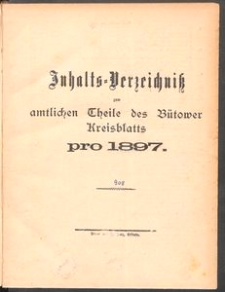 Inhalts-Verzeichniß
zum
amtlichen Theile des Bütower
Kreisblatts
pro 1897.